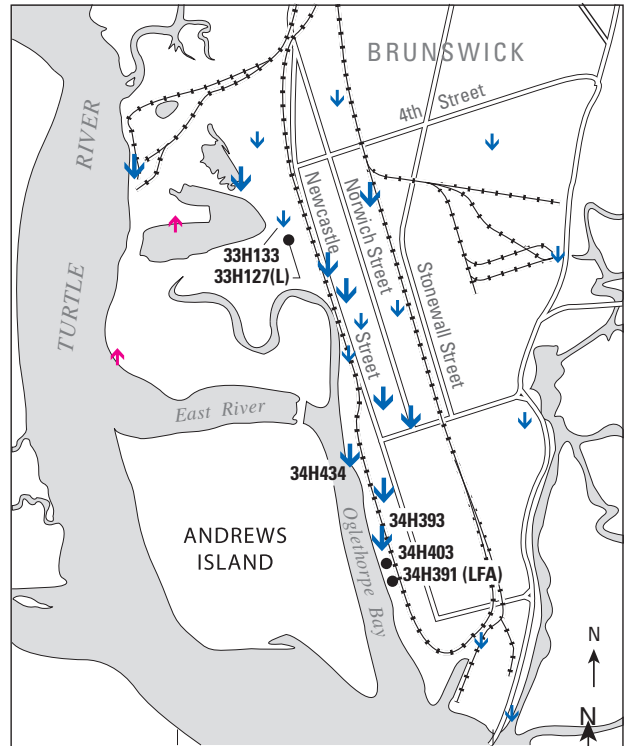 BRUNSWICK
4th Street
RIVER
TURTLE
Newcastle
Street
Norwich Street
Stonewall Street
33H133
33H127(L)
East River
34H434
34H393
34H403
34H391 (LFA)
ANDREWS
ISLAND
Oglethorpe Bay
N
N